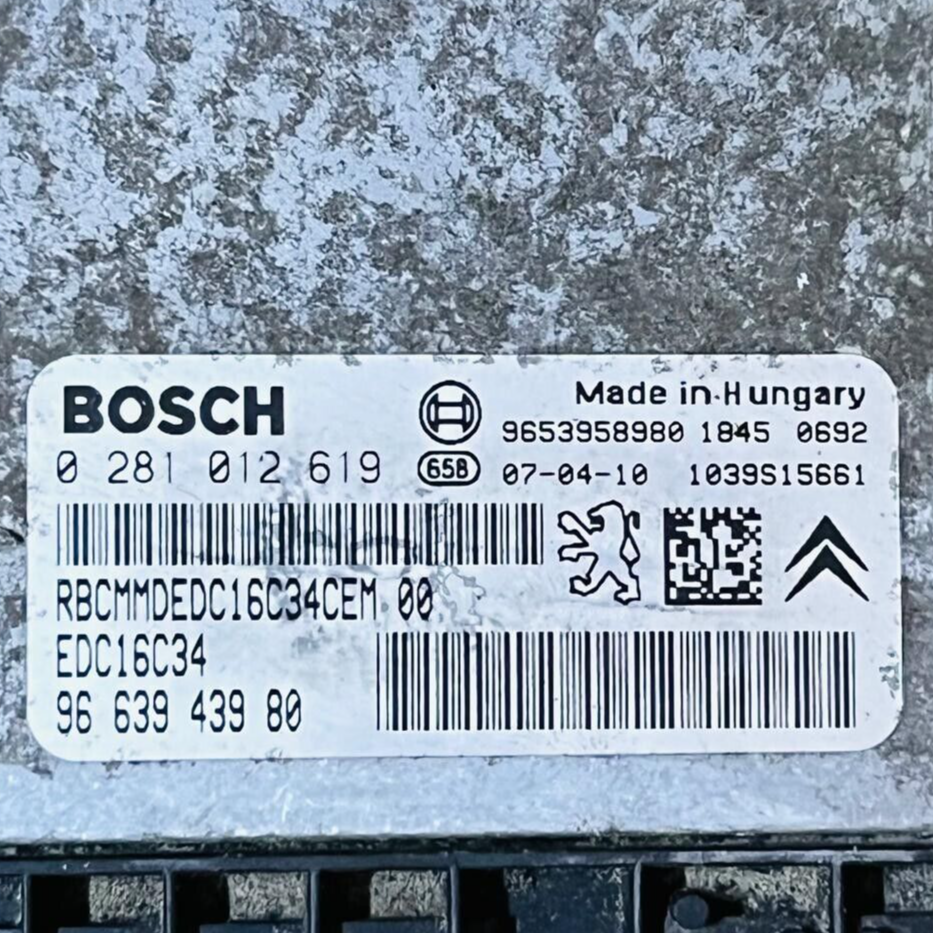 BOSCH
Made in Hungary
9653958980 1845 0692
0 281 012 619 65B 07-04-10 1039S15661
RBCMMDEDC16C34CEM 00
EDC16C34
96 639 439 80